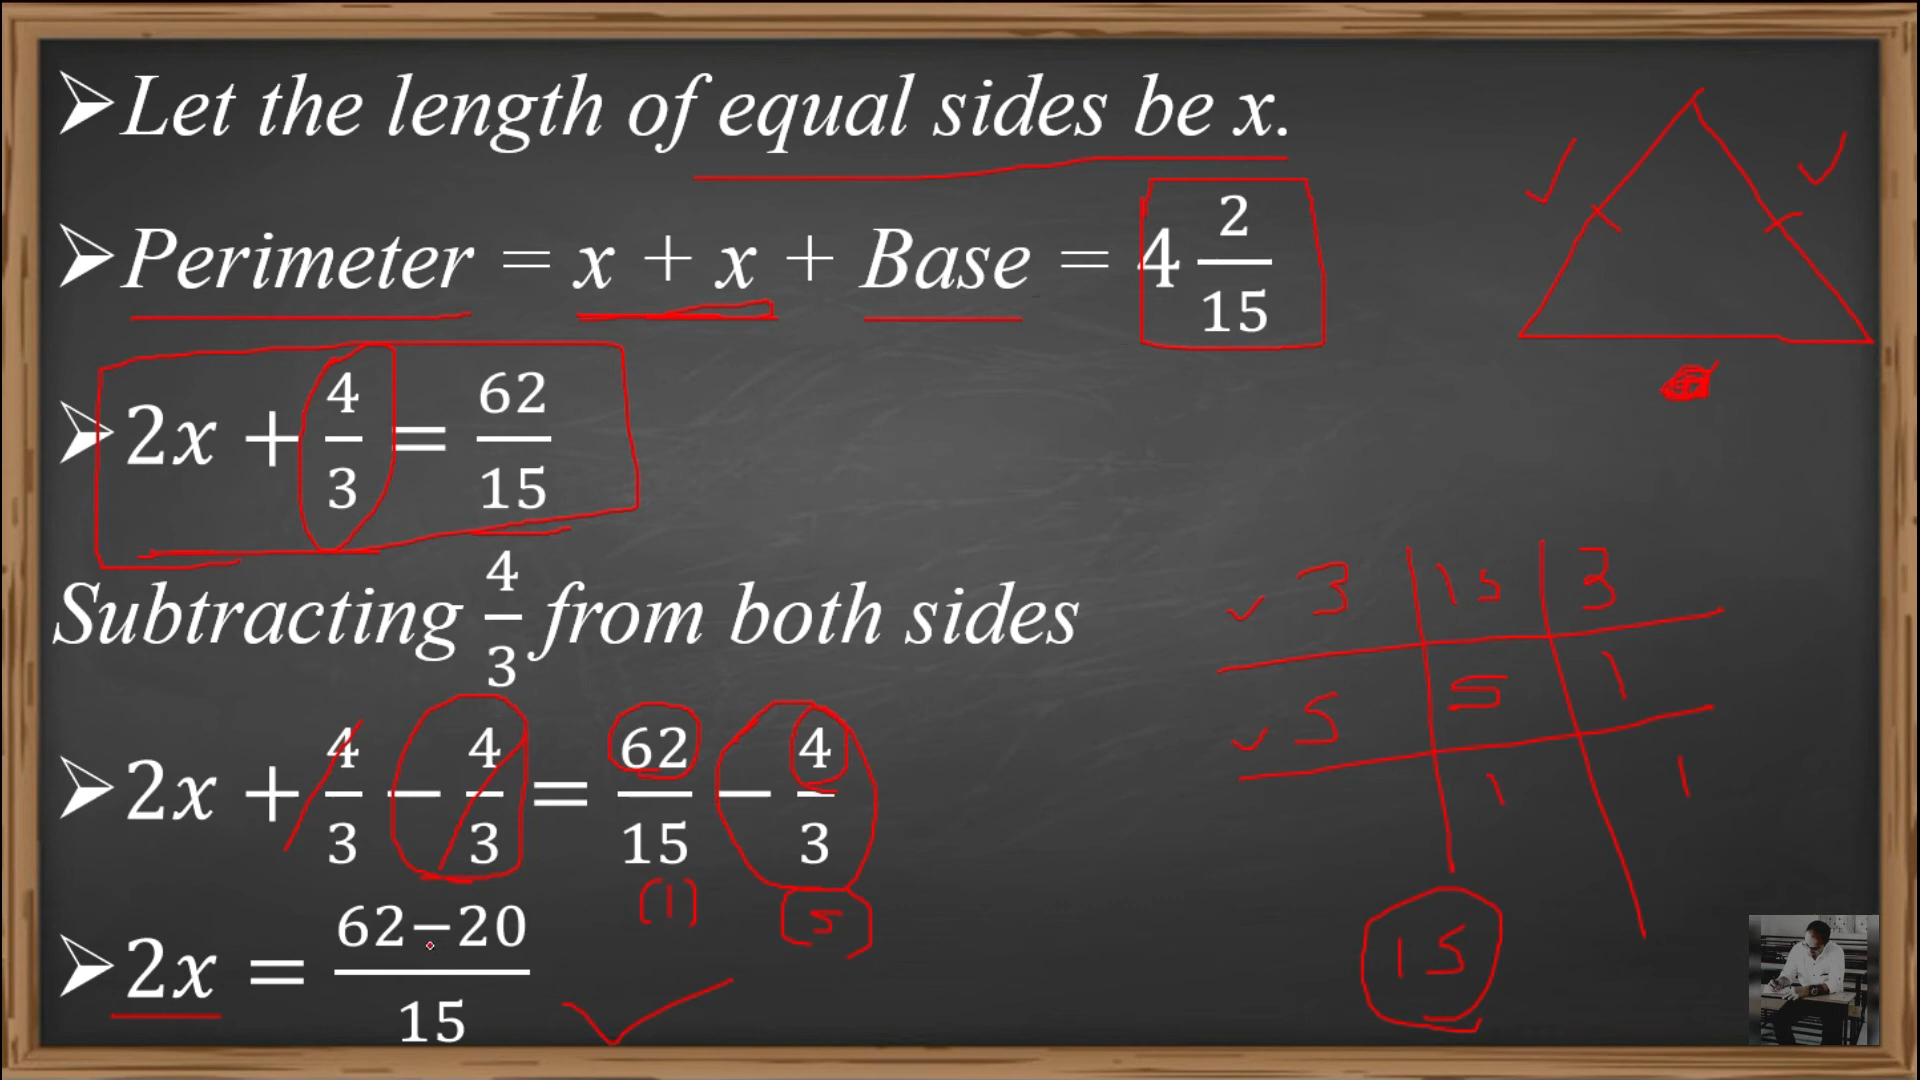 ➢Let the length of equal sides be x.
➢Perimeter = x + x + Base = 4 2/15
➢2x + 4/3 = 62/15
Subtracting 4/3 from both sides
➢2x + 4/3 − 4/3 = 62/15 − 4/3
(1) (5)
➢2x = 62−20/15
3 15 3
5 5 1
1 1
15